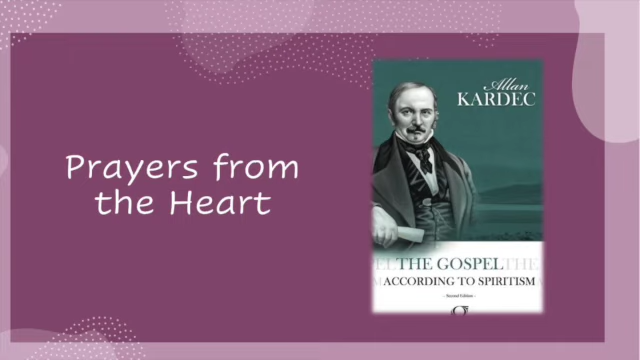 Prayers from
the Heart
Allan
KARDEC
THE GOSPEL
ACCORDING TO SPIRITISM
- Second Edition -